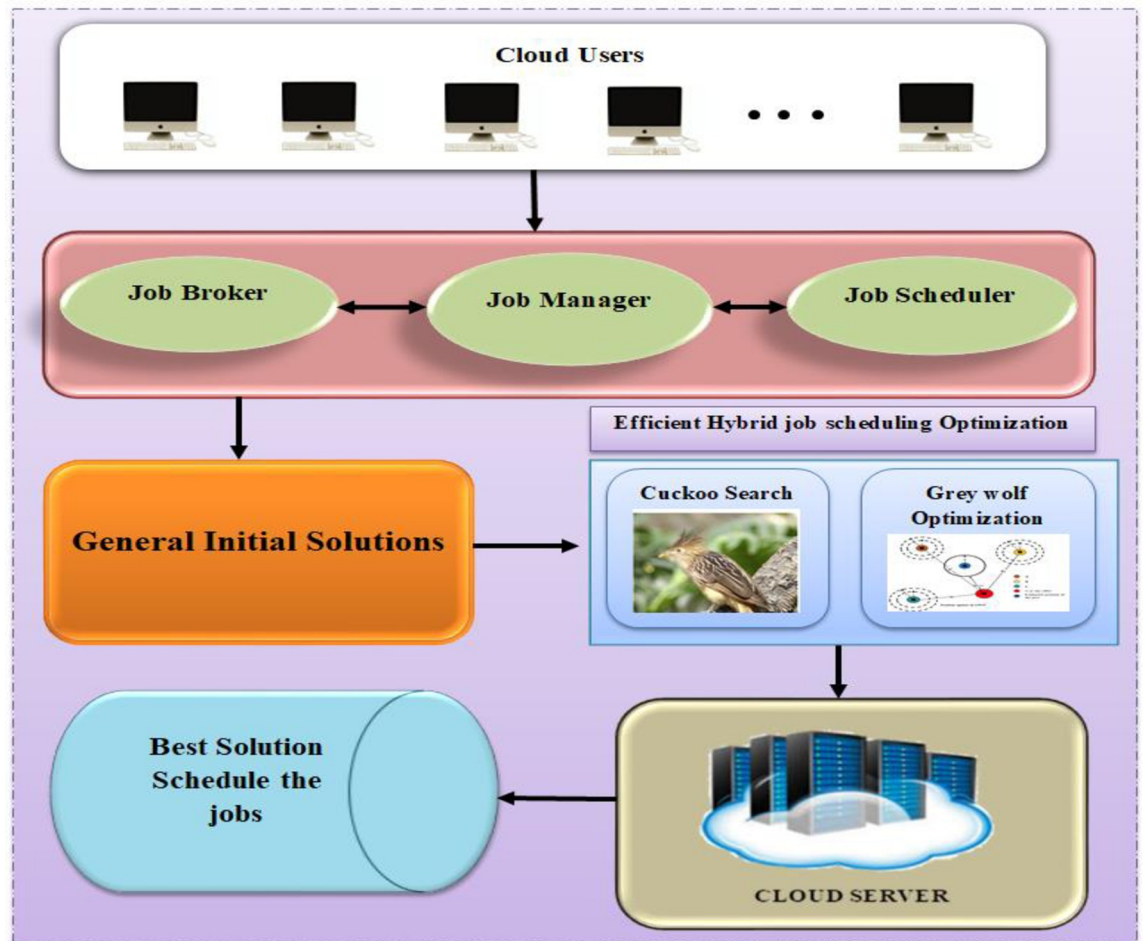 Cloud Users
Job Broker
Job Manager
Job Scheduler
Efficient Hybrid job scheduling Optimization
General Initial Solutions
Cuckoo Search
Grey wolf
Optimization
Best Solution
Schedule the
jobs
CLOUD SERVER